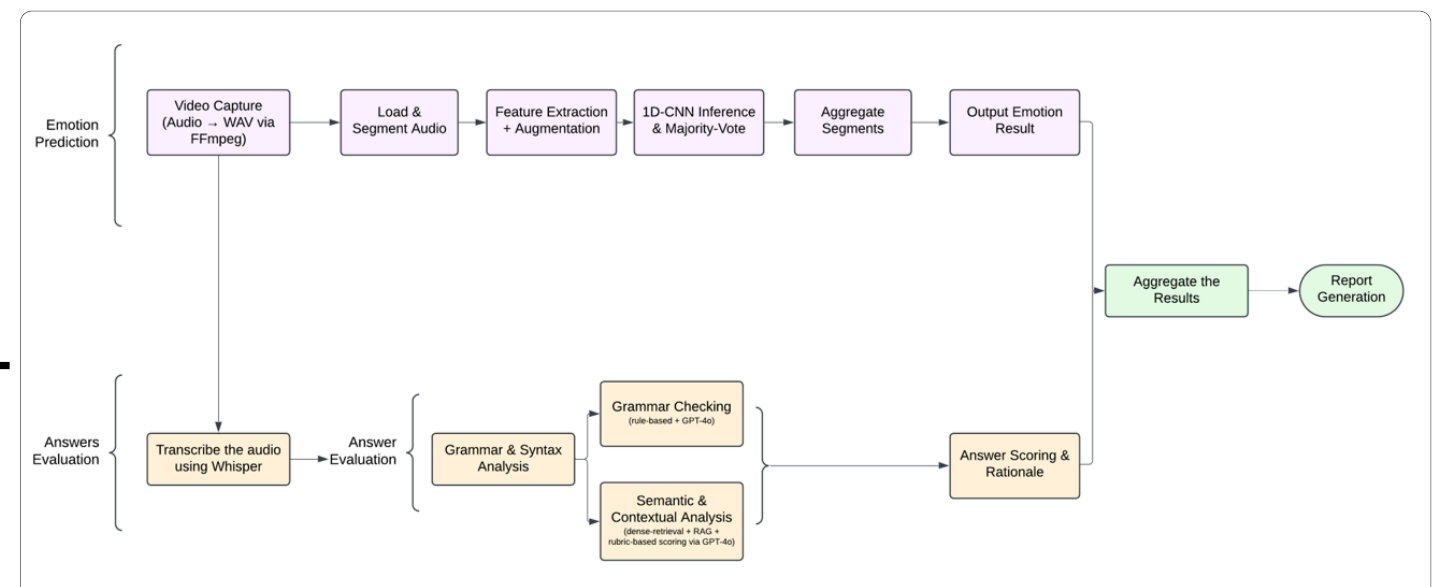 Emotion
Prediction
Video Capture
(Audio → WAV via
FFmpeg)
Load &
Segment Audio
Feature Extraction
+ Augmentation
1D-CNN Inference
& Majority-Vote
Aggregate
Segments
Output Emotion
Result
Aggregate the
Results
Report
Generation
Answers
Evaluation
Transcribe the audio
using Whisper
Answer
Evaluation
Grammar & Syntax
Analysis
Grammar Checking
(rule-based + GPT-4o)
Semantic &
Contextual Analysis
(dense-retrieval + RAG +
rubric-based scoring via GPT-4o)
Answer Scoring &
Rationale